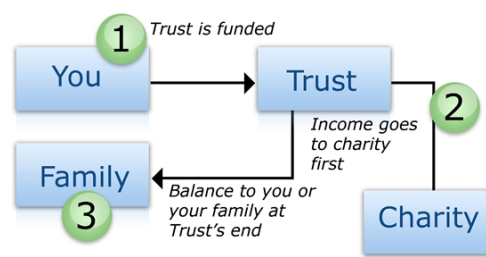 1
Trust is funded
You
Trust
2
Income goes
to charity
first
Family
3
Balance to you or
your family at
Trust's end
Charity